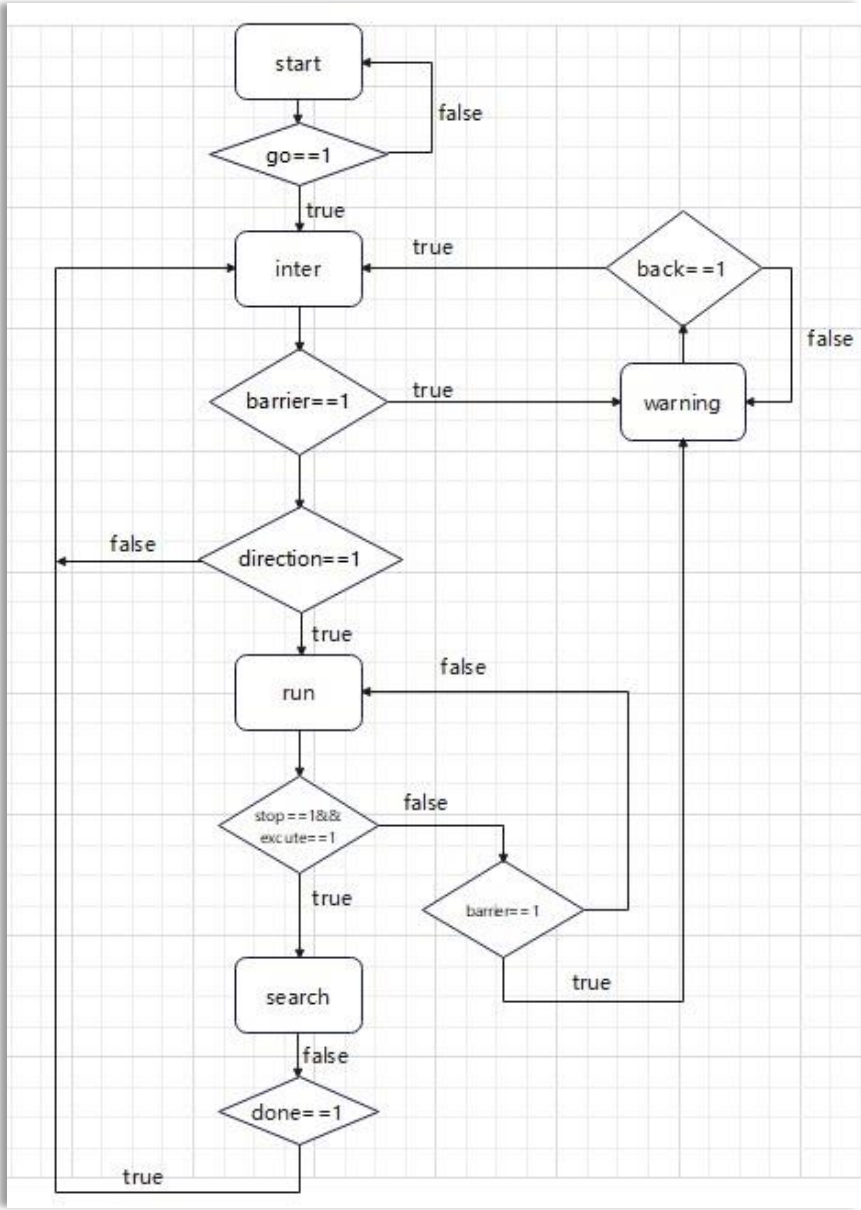 start
false
go==1
true
inter
true
back==1
false
barrier==1
true
warning
false
direction==1
true
run
false
stop==1&&
excute==1
false
barrier==1
true
true
search
false
done==1
true